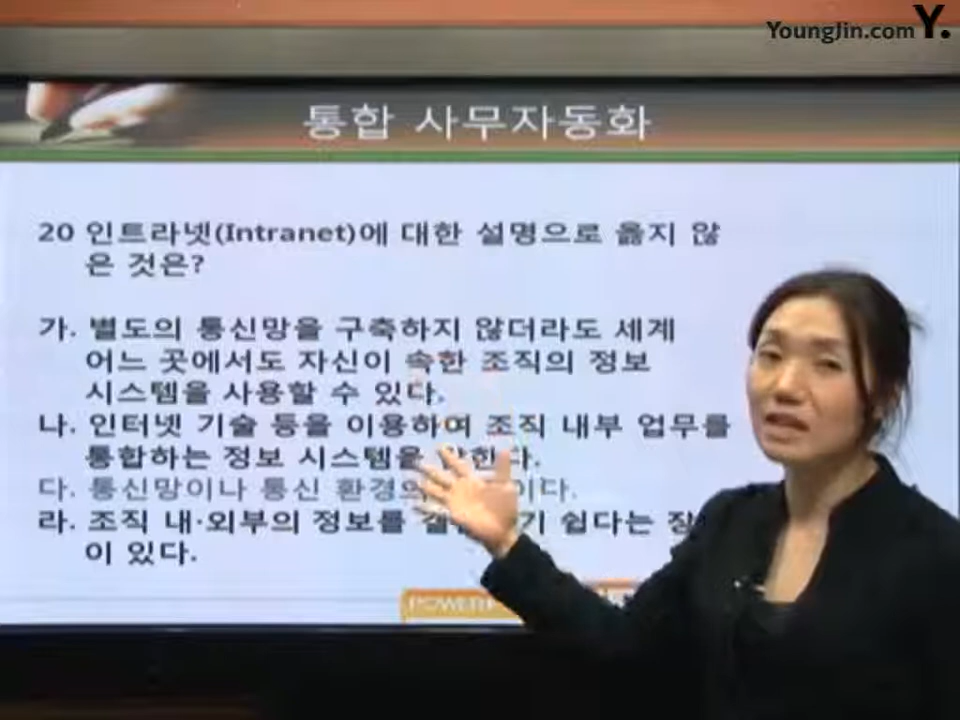 YoungJin.com Y.
통합 사무자동화
20 인트라넷(Intranet)에 대한 설명으로 옳지 않
은 것은?
가. 별도의 통신망을 구축하지 않더라도 세계
어느 곳에서도 자신이 속한 조직의 정보
시스템을 사용할 수 있다.
나. 인터넷 기술 등을 이용하여 조직 내부 업무를
통합하는 정보 시스템을 말한다.
다. 통신망이나 통신 환경의
라. 조직 내·외부의 정보를 쉽다는
이 있다.